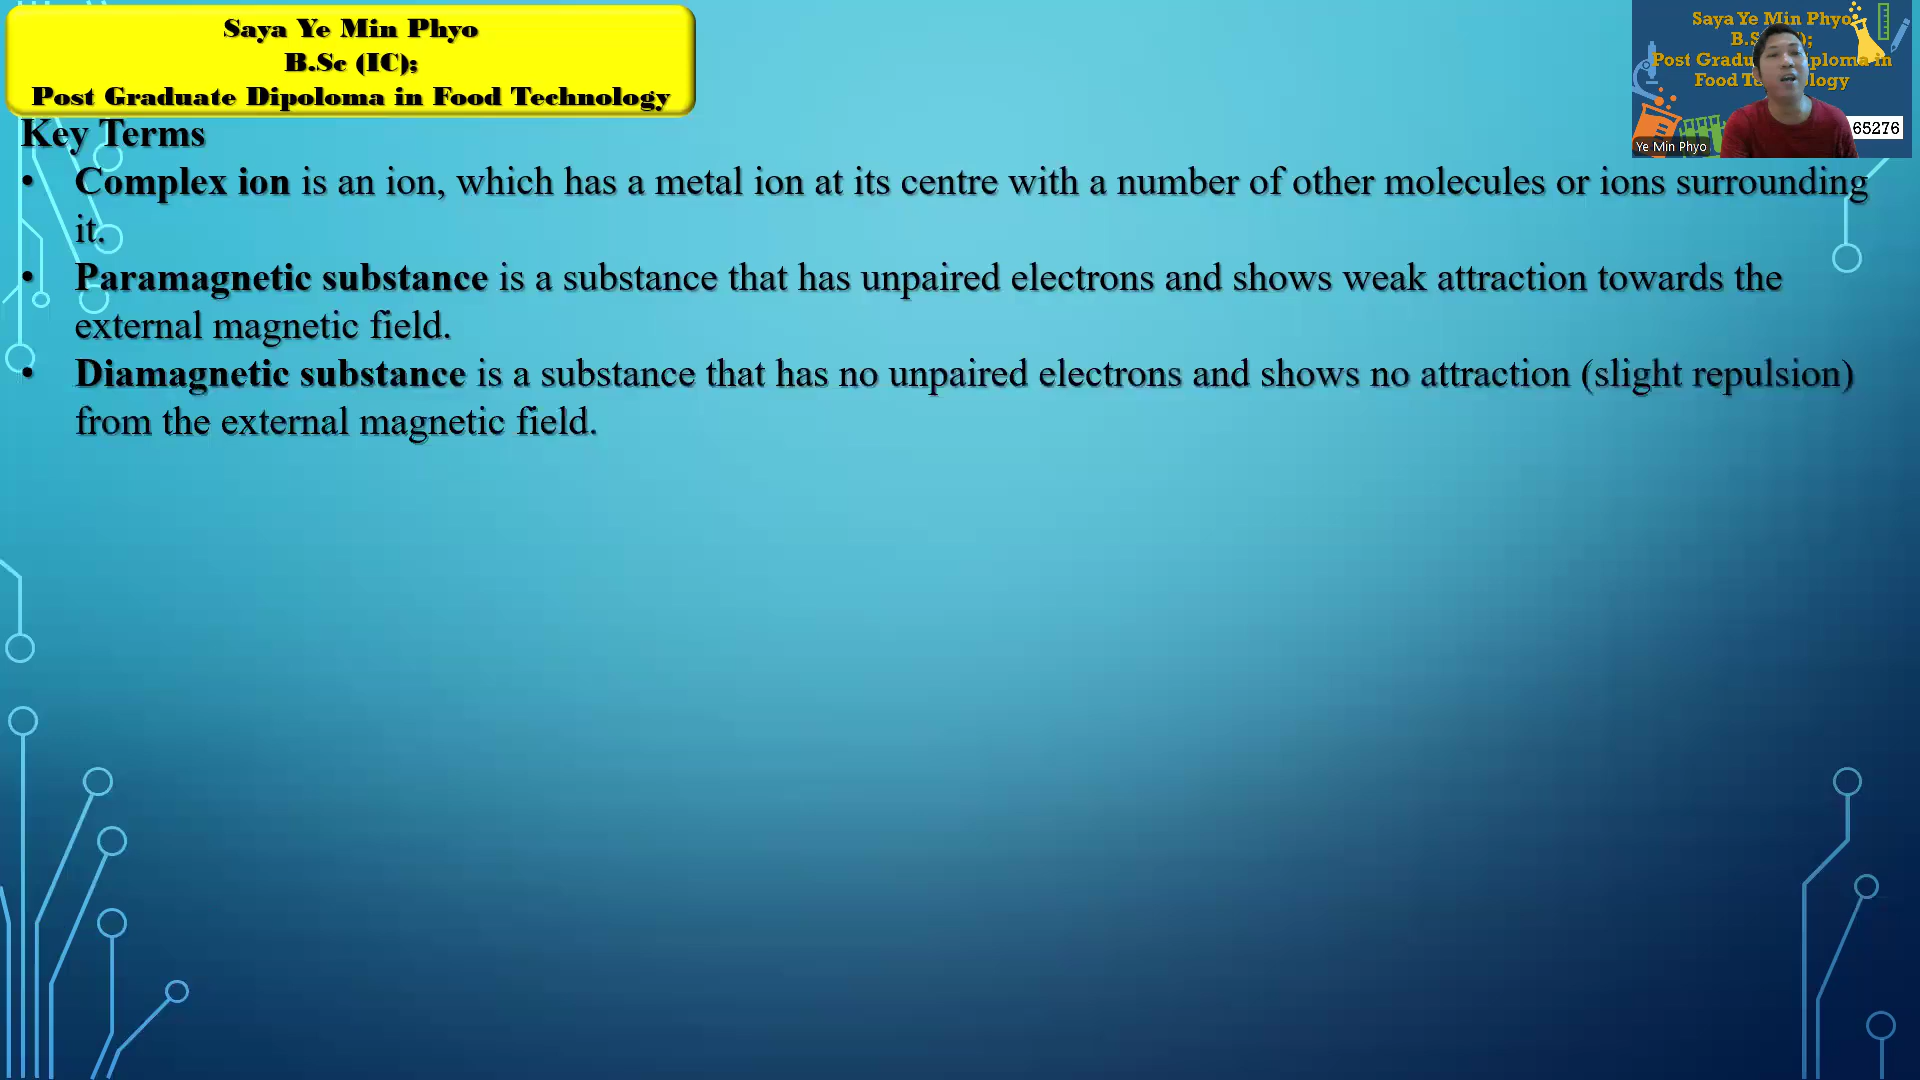 Saya Ye Min Phyo
B.Sc (IC);
Post Graduate Dipoloma in Food Technology
Key Terms
• Complex ion is an ion, which has a metal ion at its centre with a number of other molecules or ions surrounding
it.
• Paramagnetic substance is a substance that has unpaired electrons and shows weak attraction towards the
external magnetic field.
• Diamagnetic substance is a substance that has no unpaired electrons and shows no attraction (slight repulsion)
from the external magnetic field.
Saya Ye Min Phyo
Post in
Food
65276
Ye Min Phyo